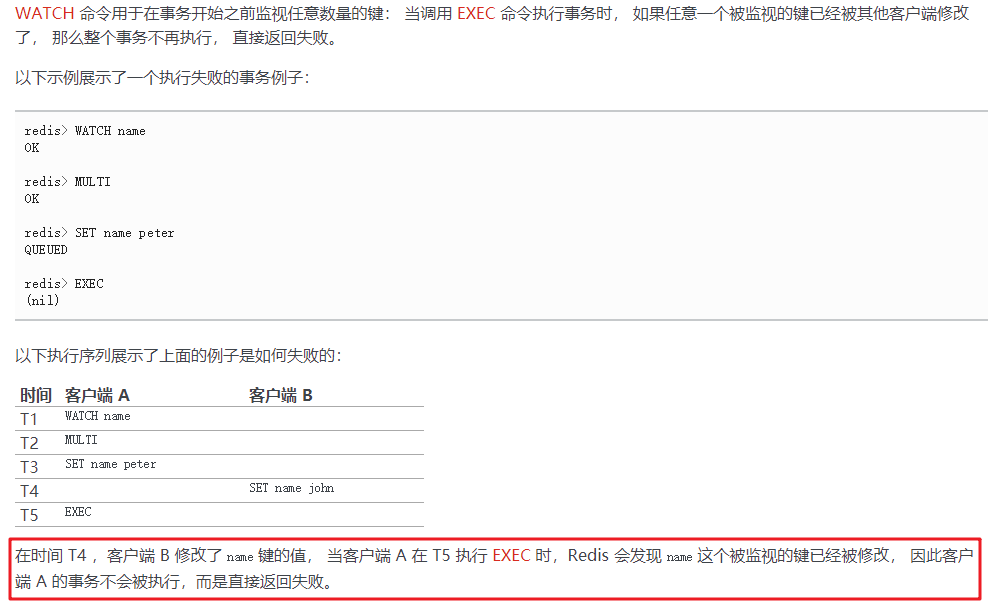 WATCH 命令用于在事务开始之前监视任意数量的键： 当调用 EXEC 命令执行事务时， 如果任意一个被监视的键已经被其他客户端修改
了， 那么整个事务不再执行， 直接返回失败。
以下示例展示了一个执行失败的事务例子：
redis> WATCH name
OK
redis> MULTI
OK
redis> SET name peter
QUEUED
redis> EXEC
(nil)
以下执行序列展示了上面的例子是如何失败的：
时间 客户端 A 客户端 B
T1 WATCH name
T2 MULTI
T3 SET name peter
T4 SET name john
T5 EXEC
在时间 T4 ，客户端 B 修改了 name 键的值， 当客户端 A 在 T5 执行 EXEC 时，Redis 会发现 name 这个被监视的键已经被修改， 因此客户
端 A 的事务不会被执行，而是直接返回失败。